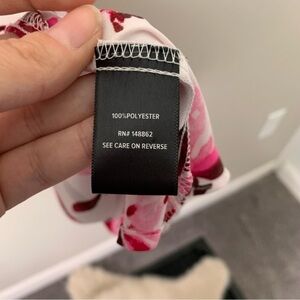 100%POLYESTER
RN# 148862
SEE CARE ON REVERSE